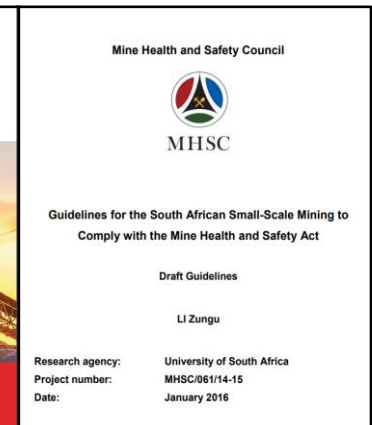 Mine Health and Safety Council
MHSC
Guidelines for the South African Small-Scale Mining to
Comply with the Mine Health and Safety Act
Draft Guidelines
LI Zungu
Research agency: University of South Africa
Project number: MHSC/061/14-15
Date: January 2016